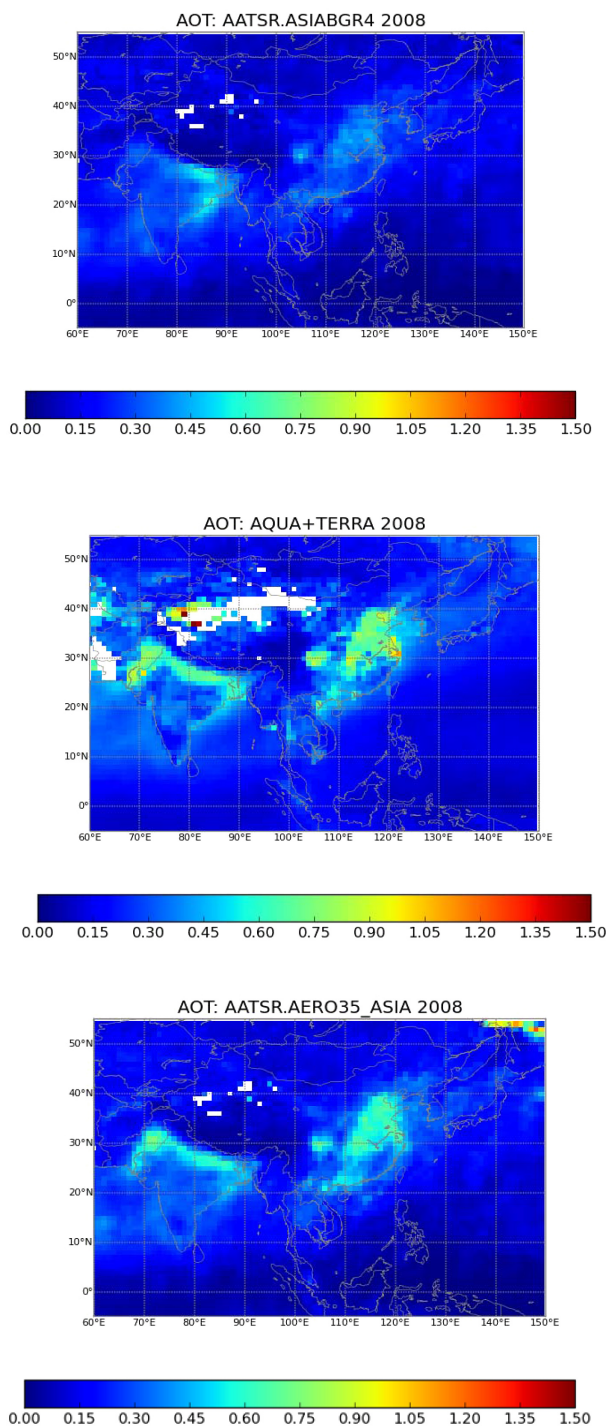 AOT: AATSR.ASIABGR4 2008
50°N
40°N
30°N
20°N
10°N
0°
60°E 70°E 80°E 90°E 100°E 110°E 120°E 130°E 140°E 150°E
0.00 0.15 0.30 0.45 0.60 0.75 0.90 1.05 1.20 1.35 1.50
AOT: AQUA+TERRA 2008
50°N
40°N
30°N
20°N
10°N
0°
60°E 70°E 80°E 90°E 100°E 110°E 120°E 130°E 140°E 150°E
0.00 0.15 0.30 0.45 0.60 0.75 0.90 1.05 1.20 1.35 1.50
AOT: AATSR.AERO35_ASIA 2008
50°N
40°N
30°N
20°N
10°N
0°
60°E 70°E 80°E 90°E 100°E 110°E 120°E 130°E 140°E 150°E
0.00 0.15 0.30 0.45 0.60 0.75 0.90 1.05 1.20 1.35 1.50